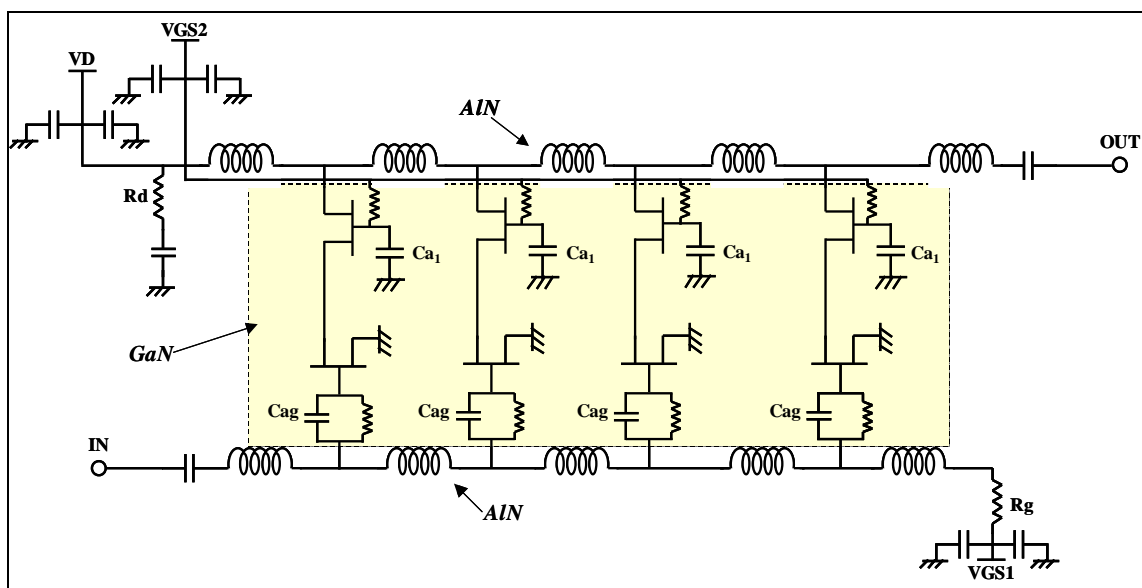 VGS2
VD
AlN
OUT
Rd
Ca₁ Ca₁ Ca₁ Ca₁
GaN
Cag Cag Cag Cag
IN
AlN
Rg
VGS1